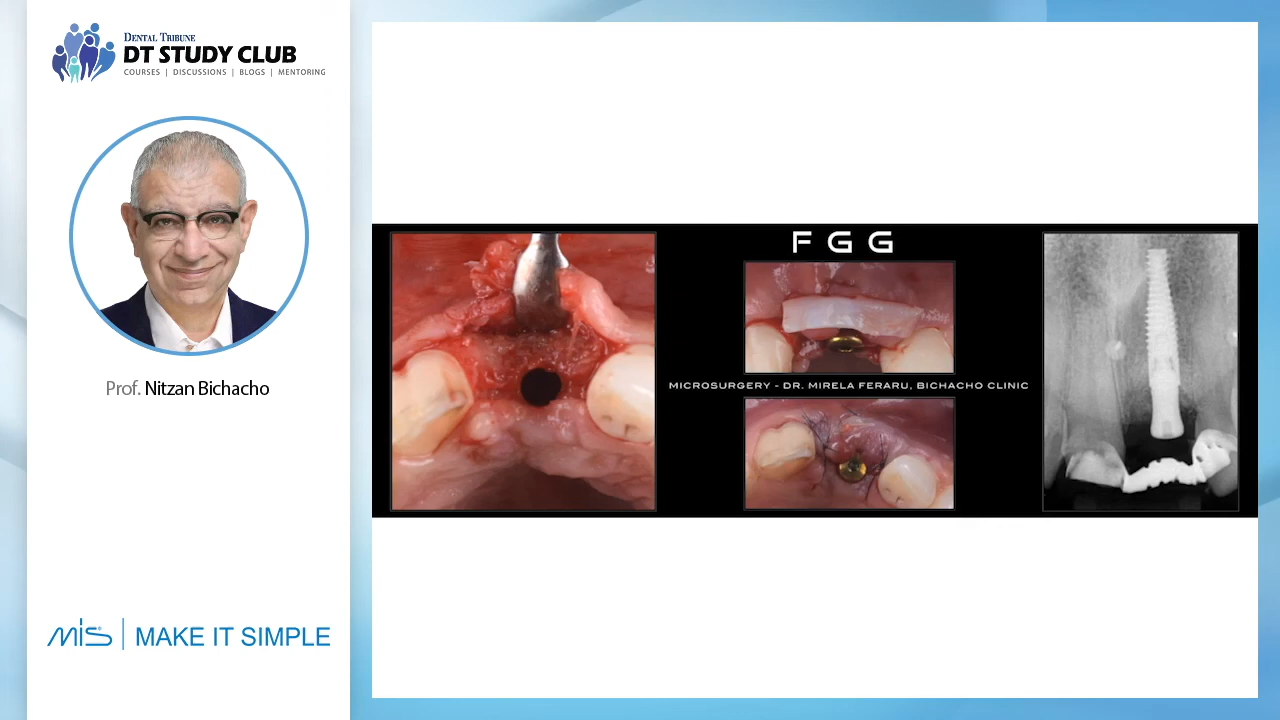 DENTAL TRIBUNE
DT STUDY CLUB
COURSES | DISCUSSIONS | BLOGS | MENTORING
Prof. Nitzan Bichacho
mis® | MAKE IT SIMPLE
F G G
MICROSURGERY - DR. MIRELA FERARU, BICHACHO CLINIC